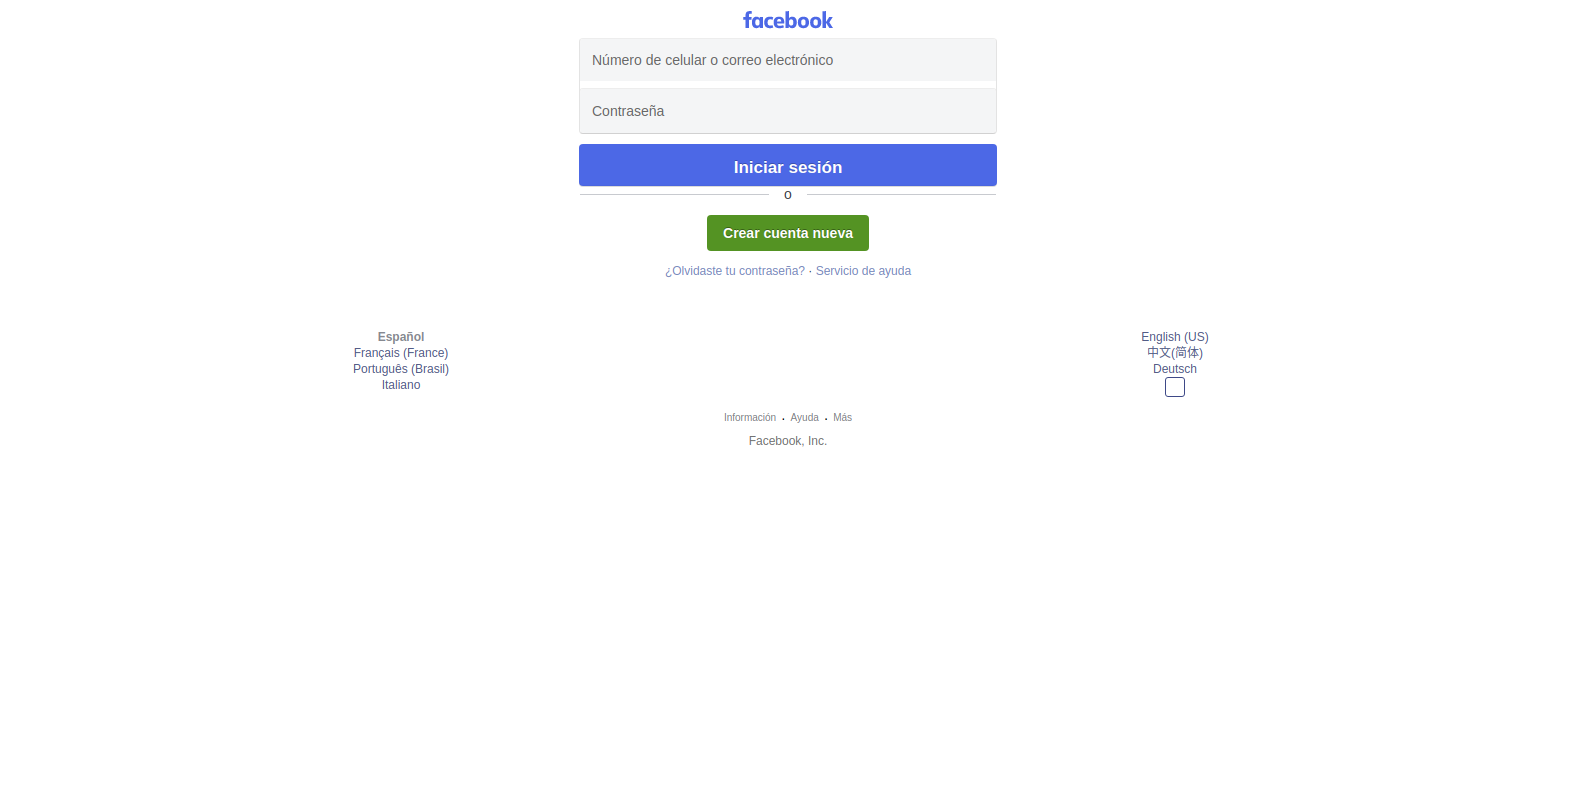 facebook
Número de celular o correo electrónico
Contraseña
Iniciar sesión
o
Crear cuenta nueva
¿Olvidaste tu contraseña? · Servicio de ayuda
Español
Français (France)
Português (Brasil)
Italiano
English (US)
中文(简体)
Deutsch
Información · Ayuda · Más
Facebook, Inc.